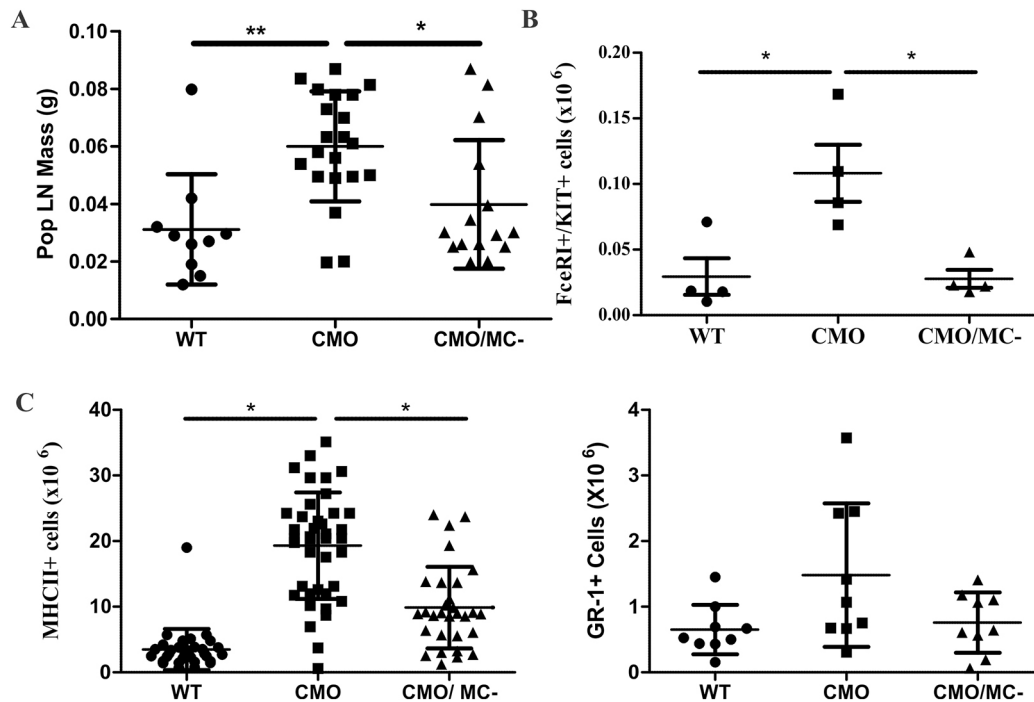 A
** *
Pop LN Mass (g)
0.10
0.08
0.06
0.04
0.02
0.00
WT CMO CMO/MC-
B
* *
FceRI+/KIT+ cells (x10 6)
0.20
0.15
0.10
0.05
0.00
WT CMO CMO/MC-
C
* *
MHCII+ cells (x10 6)
40
30
20
10
0
WT CMO CMO/ MC-
GR-1+ Cells (X10 6)
4
3
2
1
0
WT CMO CMO/MC-